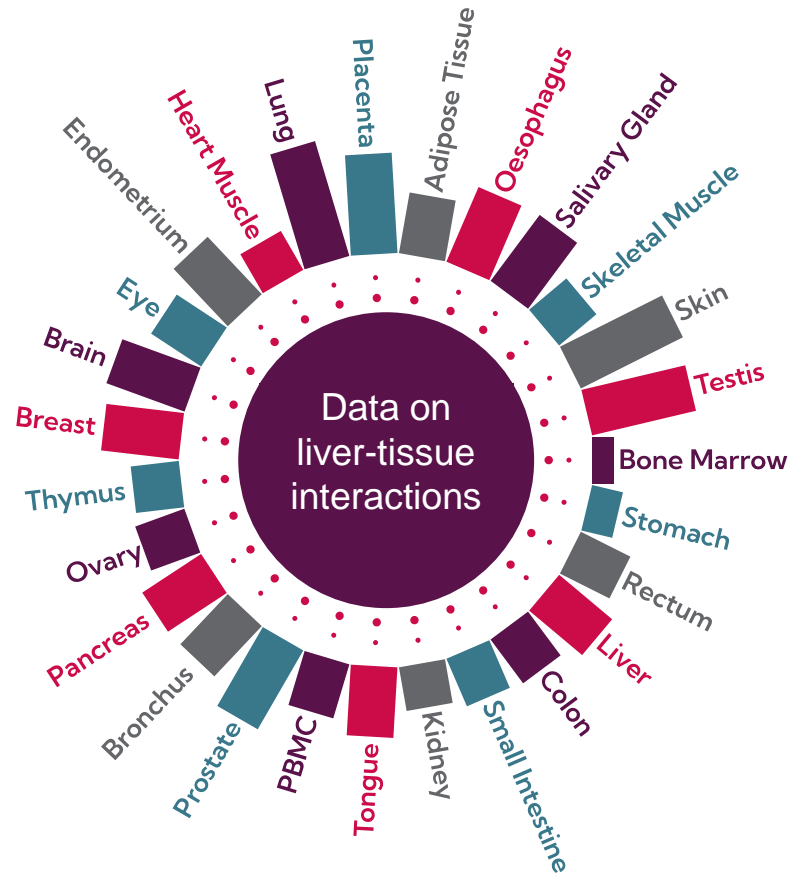 Data on
liver-tissue
interactions
Placenta
Adipose Tissue
Oesophagus
Salivary Gland
Skeletal Muscle
Skin
Testis
Bone Marrow
Stomach
Rectum
Liver
Colon
Small Intestine
Kidney
Tongue
PBMC
Prostate
Bronchus
Pancreas
Ovary
Thymus
Breast
Brain
Eye
Endometrium
Heart Muscle
Lung